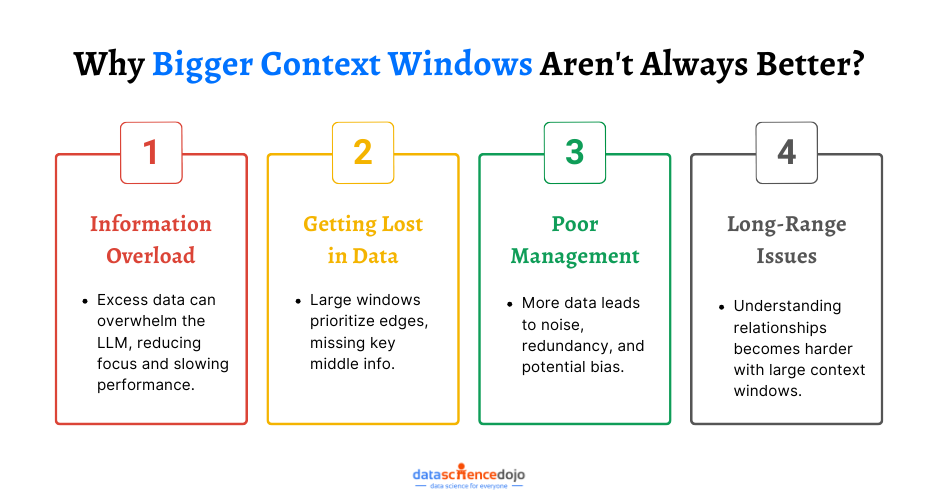 Why Bigger Context Windows Aren't Always Better?
1
Information
Overload
• Excess data can
overwhelm the
LLM, reducing
focus and slowing
performance.
2
Getting Lost
in Data
• Large windows
prioritize edges,
missing key
middle info.
3
Poor
Management
• More data leads
to noise,
redundancy, and
potential bias.
4
Long-Range
Issues
• Understanding
relationships
becomes harder
with large context
windows.
datasciencedojo
data science for everyone